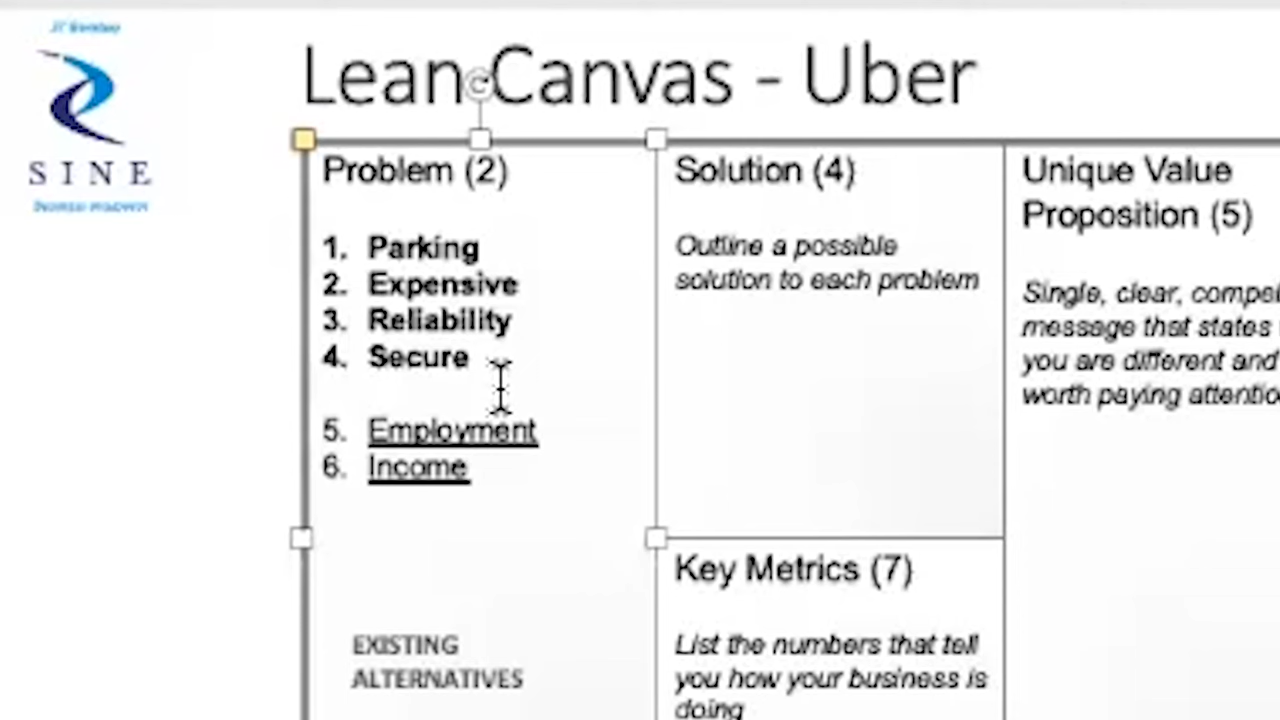 Lean Canvas - Uber
SINE
Problem (2)
1. Parking
2. Expensive
3. Reliability
4. Secure
5. Employment
6. Income
EXISTING
ALTERNATIVES
Solution (4)
Outline a possible
solution to each problem
Key Metrics (7)
List the numbers that tell
you how your business is
doing
Unique Value
Proposition (5)
Single, clear,
message that states
you are different and
worth paying